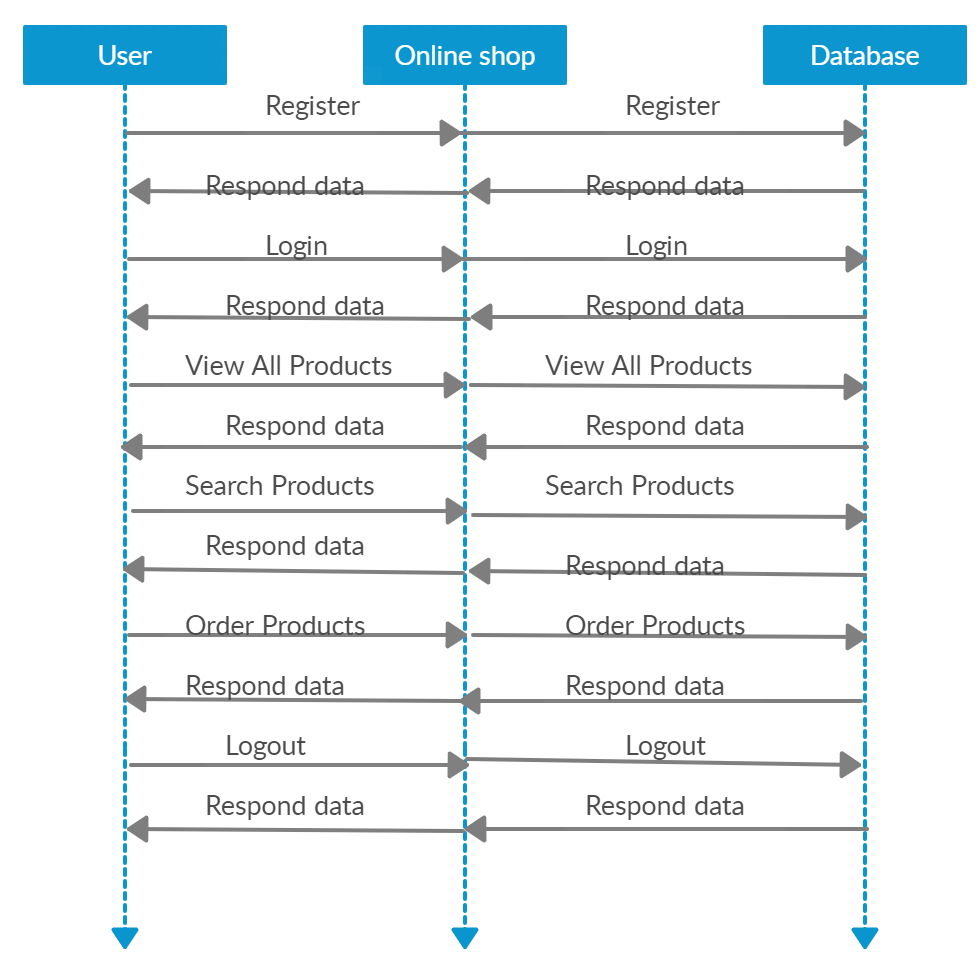 User
Online shop
Database
Register
Register
Respond data
Respond data
Login
Login
Respond data
Respond data
View All Products
View All Products
Respond data
Respond data
Search Products
Search Products
Respond data
Respond data
Order Products
Order Products
Respond data
Respond data
Logout
Logout
Respond data
Respond data